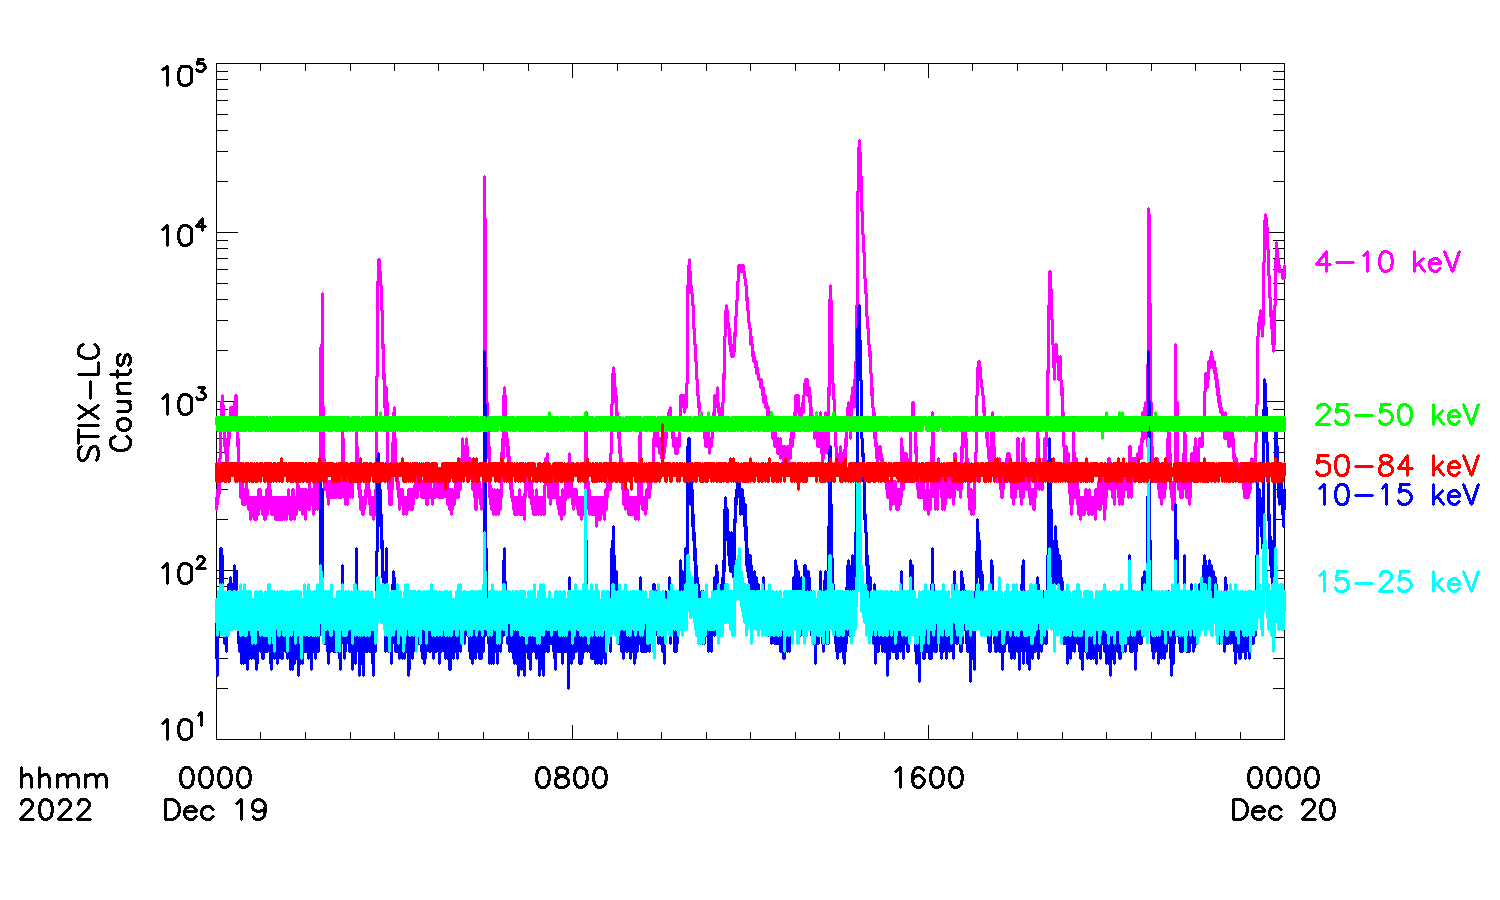 10^5
10^4
10^3
10^2
10^1
STIX-LC
Counts
4-10 keV
25-50 keV
50-84 keV
10-15 keV
15-25 keV
hhmm 0000 0800 1600 0000
2022 Dec 19 Dec 20